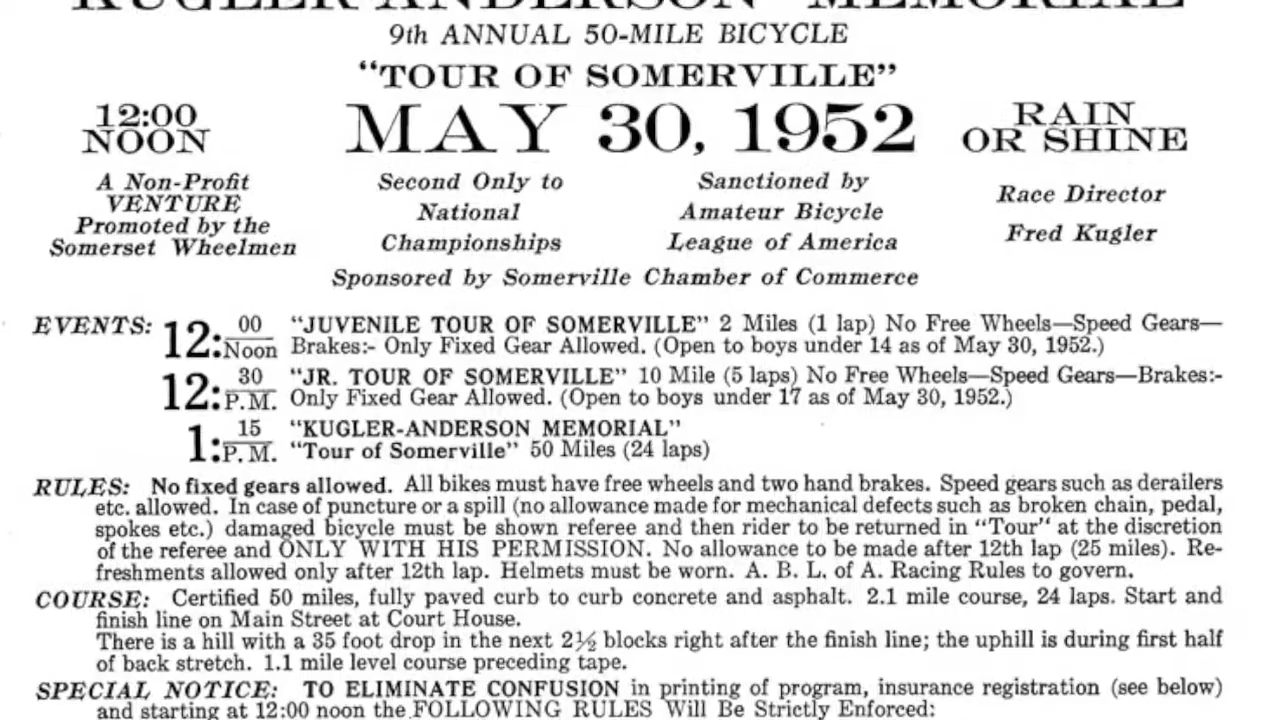 KUGLER-ANDERSON MEMORIAL
9th ANNUAL 50-MILE BICYCLE
"TOUR OF SOMERVILLE"
12:00 NOON
MAY 30, 1952
RAIN OR SHINE
A Non-Profit
VENTURE
Promoted by the
Somerset Wheelmen
Second Only to
National
Championships
Sanctioned by
Amateur Bicycle
League of America
Race Director
Fred Kugler
Sponsored by Somerville Chamber of Commerce
EVENTS: 12:00 Noon "JUVENILE TOUR OF SOMERVILLE" 2 Miles (1 lap) No Free Wheels—Speed Gears—
Brakes:- Only Fixed Gear Allowed. (Open to boys under 14 as of May 30, 1952.)
12:30 P.M. "JR. TOUR OF SOMERVILLE" 10 Mile (5 laps) No Free Wheels—Speed Gears—Brakes:-
Only Fixed Gear Allowed. (Open to boys under 17 as of May 30, 1952.)
1:15 P.M. "KUGLER-ANDERSON MEMORIAL"
"Tour of Somerville" 50 Miles (24 laps)
RULES: No fixed gears allowed. All bikes must have free wheels and two hand brakes. Speed gears such as derailers
etc. allowed. In case of puncture or a spill (no allowance made for mechanical defects such as broken chain, pedal,
spokes etc.) damaged bicycle must be shown referee and then rider to be returned in "Tour" at the discretion
of the referee and ONLY WITH HIS PERMISSION. No allowance to be made after 12th lap (25 miles). Re-
freshments allowed only after 12th lap. Helmets must be worn. A. B. L. of A. Racing Rules to govern.
COURSE: Certified 50 miles, fully paved curb to curb concrete and asphalt. 2.1 mile course, 24 laps. Start and
finish line on Main Street at Court House.
There is a hill with a 35 foot drop in the next 2½ blocks right after the finish line; the uphill is during first half
of back stretch. 1.1 mile level course preceding tape.
SPECIAL NOTICE: TO ELIMINATE CONFUSION in printing of program, insurance registration (see below)
and starting at 12:00 noon the FOLLOWING RULES Will Be Strictly Enforced: